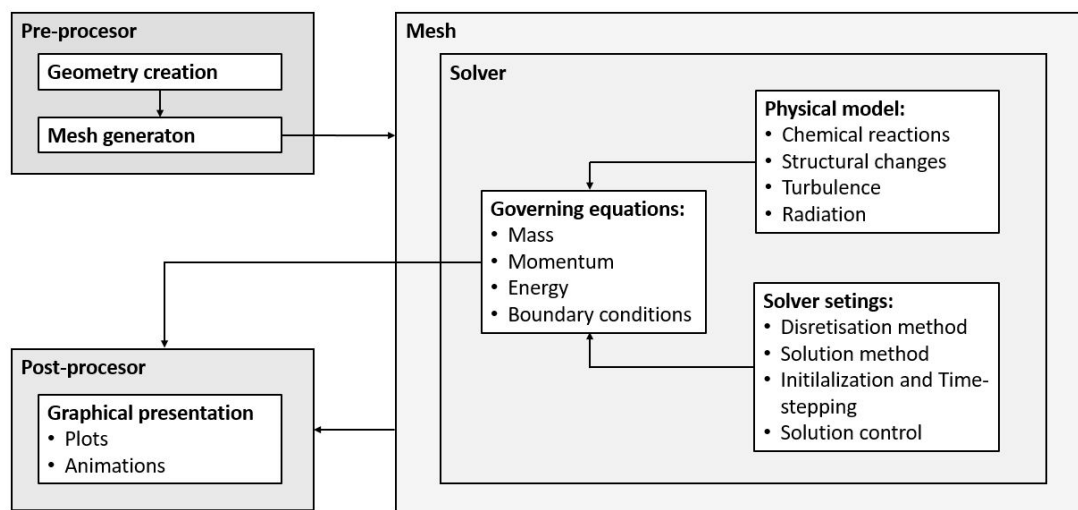 Pre-procesor
Geometry creation
Mesh generaton
Mesh
Solver
Physical model:
• Chemical reactions
• Structural changes
• Turbulence
• Radiation
Governing equations:
• Mass
• Momentum
• Energy
• Boundary conditions
Solver setings:
• Disretisation method
• Solution method
• Initilalization and Time-
stepping
• Solution control
Post-procesor
Graphical presentation
• Plots
• Animations